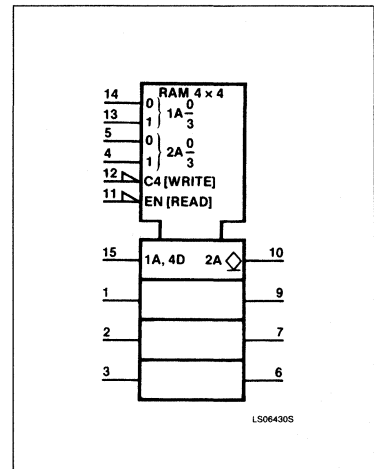 RAM 4 × 4
14 0 } 1A 0/3
13 1
5 0 } 2A 0/3
4 1
12 C4 [WRITE]
11 EN [READ]
15 1A, 4D 2A 10
1 9
2 7
3 6
LS06430S